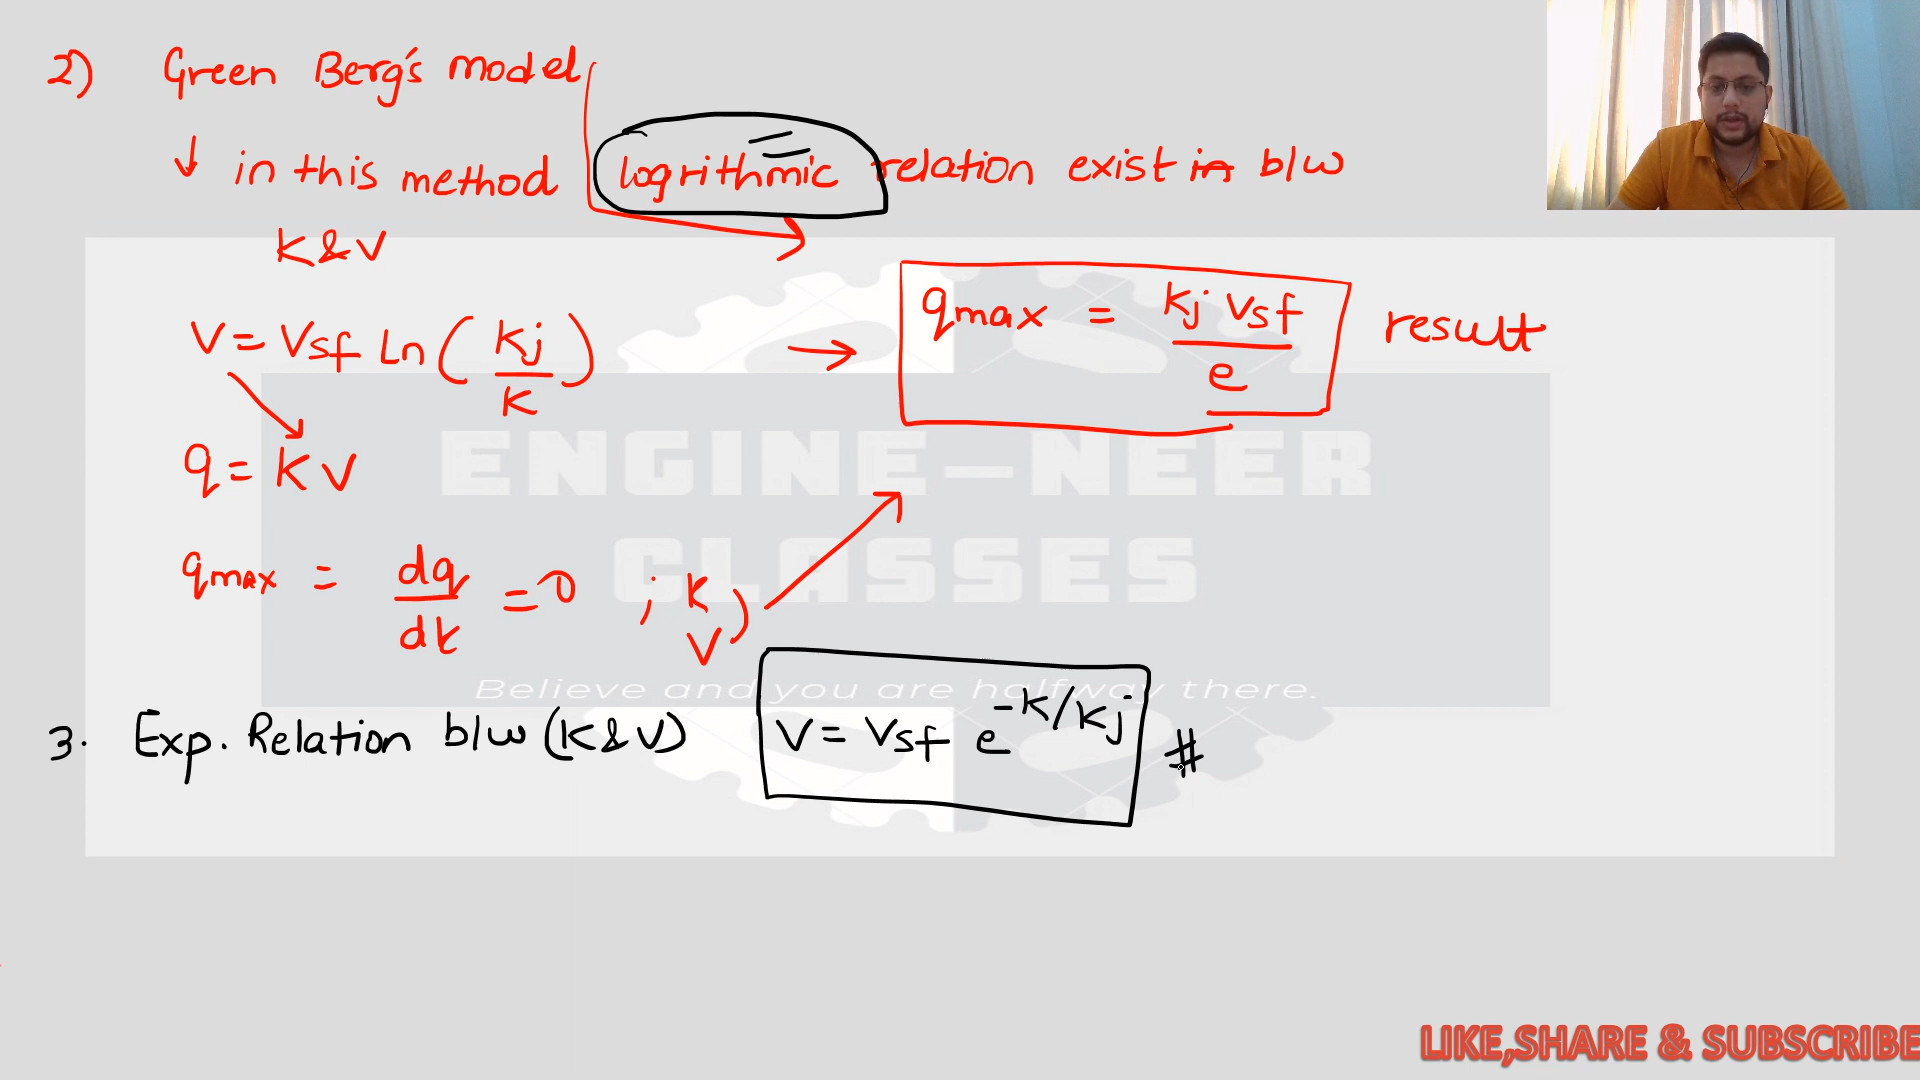 2) Green Berg's model
↓ in this method logrithmic relation exist in b/w
K & V
V = Vsf Ln (kj/k) → qmax = kj Vsf / e result
q = K V
ENGINE-NEER
CLASSES
qmax = dq/dk = 0 ; K V)
Believe and you are halfway there.
3. Exp. Relation b/w (K & V) V = Vsf e^-K/Kj #
LIKE,SHARE & SUBSCRIBE